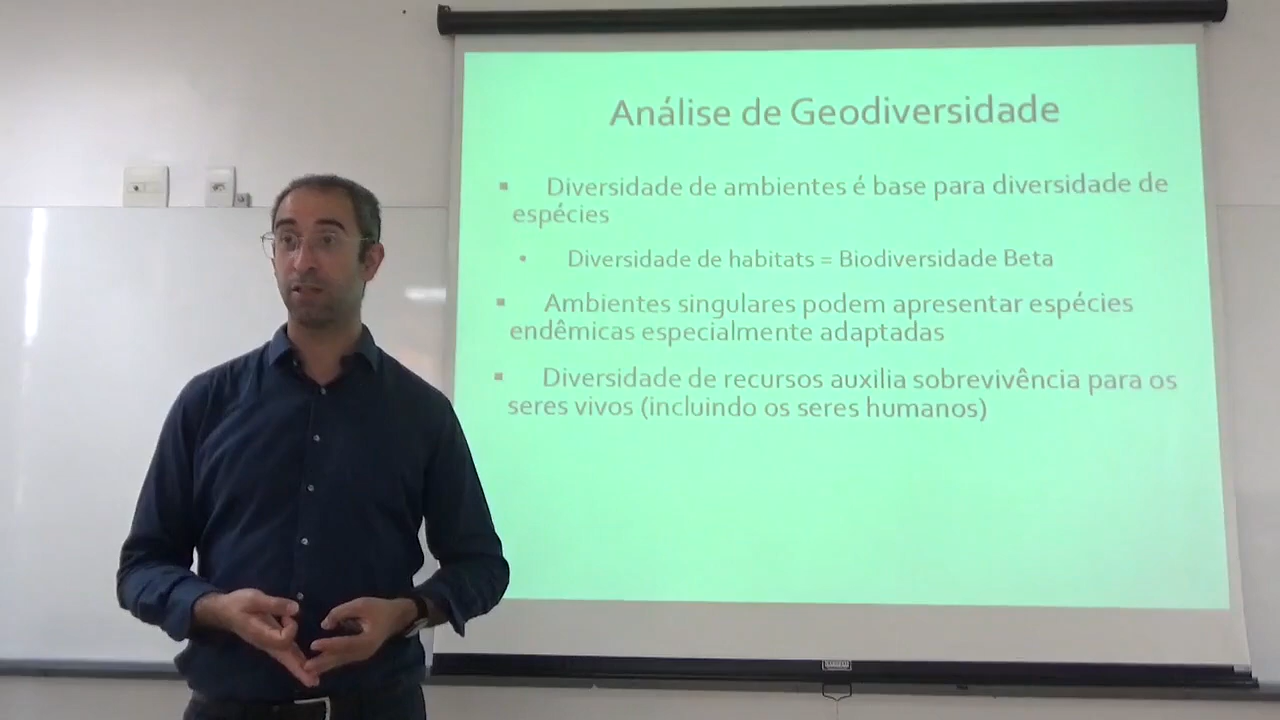 Análise de Geodiversidade
▪ Diversidade de ambientes é base para diversidade de
espécies
• Diversidade de habitats = Biodiversidade Beta
▪ Ambientes singulares podem apresentar espécies
endêmicas especialmente adaptadas
▪ Diversidade de recursos auxilia sobrevivência para os
seres vivos (incluindo os seres humanos)